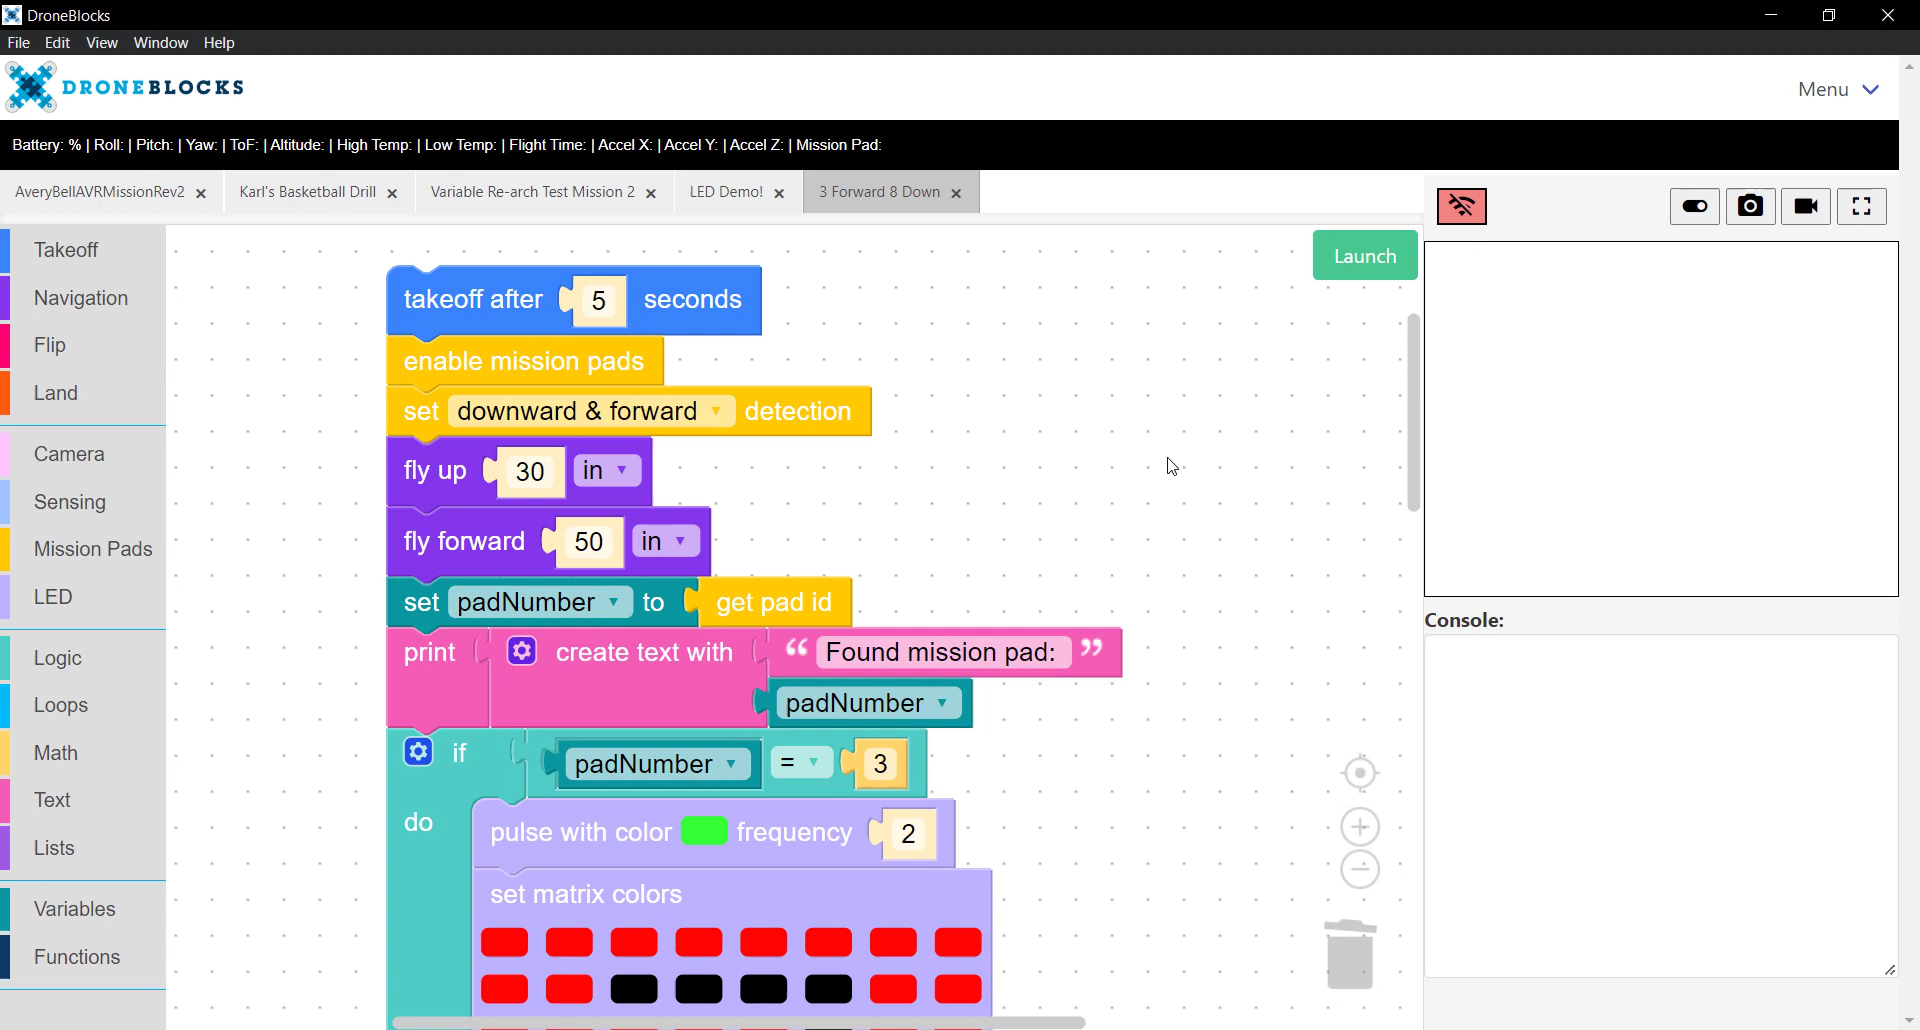 DroneBlocks
File Edit View Window Help
DRONEBLOCKS
Menu
Battery: % | Roll: | Pitch: | Yaw: | ToF: | Altitude: | High Temp: | Low Temp: | Flight Time: | Accel X: | Accel Y: | Accel Z: | Mission Pad:
AveryBellAVRMissionRev2 × Karl's Basketball Drill × Variable Re-arch Test Mission 2 × LED Demo! × 3 Forward 8 Down ×
Takeoff
Navigation
Flip
Land
Camera
Sensing
Mission Pads
LED
Logic
Loops
Math
Text
Lists
Variables
Functions
Launch
takeoff after 5 seconds
enable mission pads
set downward & forward detection
fly up 30 in
fly forward 50 in
set padNumber to get pad id
print create text with “ Found mission pad: ”
padNumber
if padNumber = 3
do
pulse with color frequency 2
set matrix colors
Console: